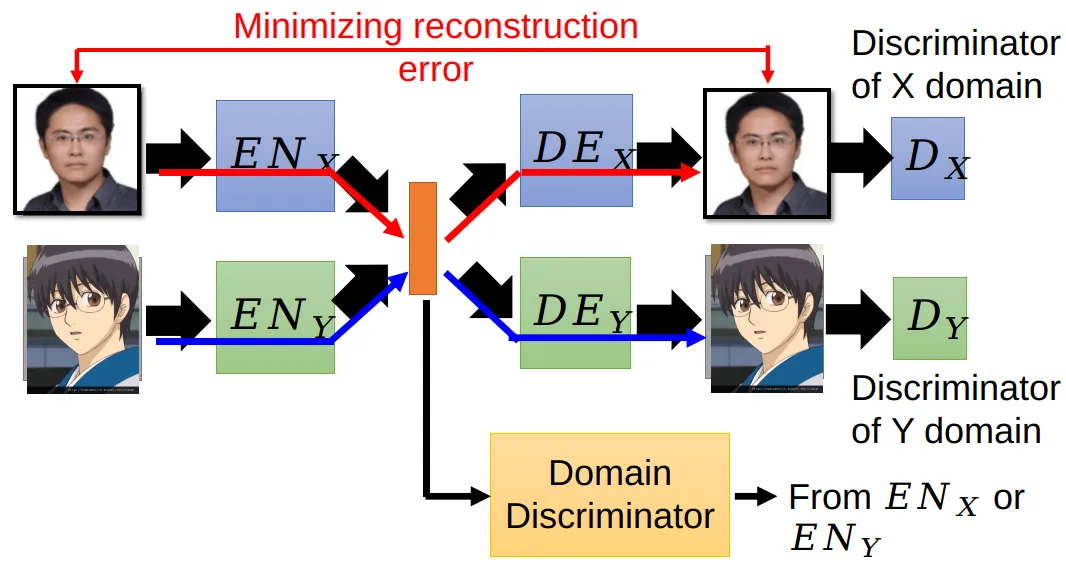 Minimizing reconstruction
error
Discriminator
of X domain
EN_X
DE_X
D_X
EN_Y
DE_Y
D_Y
Discriminator
of Y domain
Domain
Discriminator
From EN_X or
EN_Y